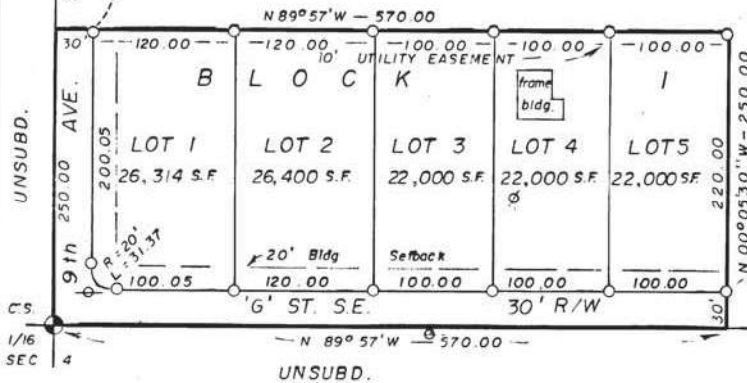 N 89°57'W — 570.00
30' 120.00 120.00 100.00 100.00 100.00
10' UTILITY EASEMENT
B L O C K 1
frame
bldg.
UNSUBD.
9th AVE.
250.00
200.05
LOT 1
26,314 S.F.
LOT 2
26,400 S.F.
LOT 3
22,000 S.F.
LOT 4
22,000 S.F.
LOT 5
22,000 S.F.
220.00
N 00°05'30"W — 250.00
R = 20'
L = 31.37
20' Bldg Setback
100.05 120.00 100.00 100.00 100.00
'G' ST. S.E. 30' R/W
30'
C.S.
1/16
SEC 4
N 89°57'W — 570.00
UNSUBD.